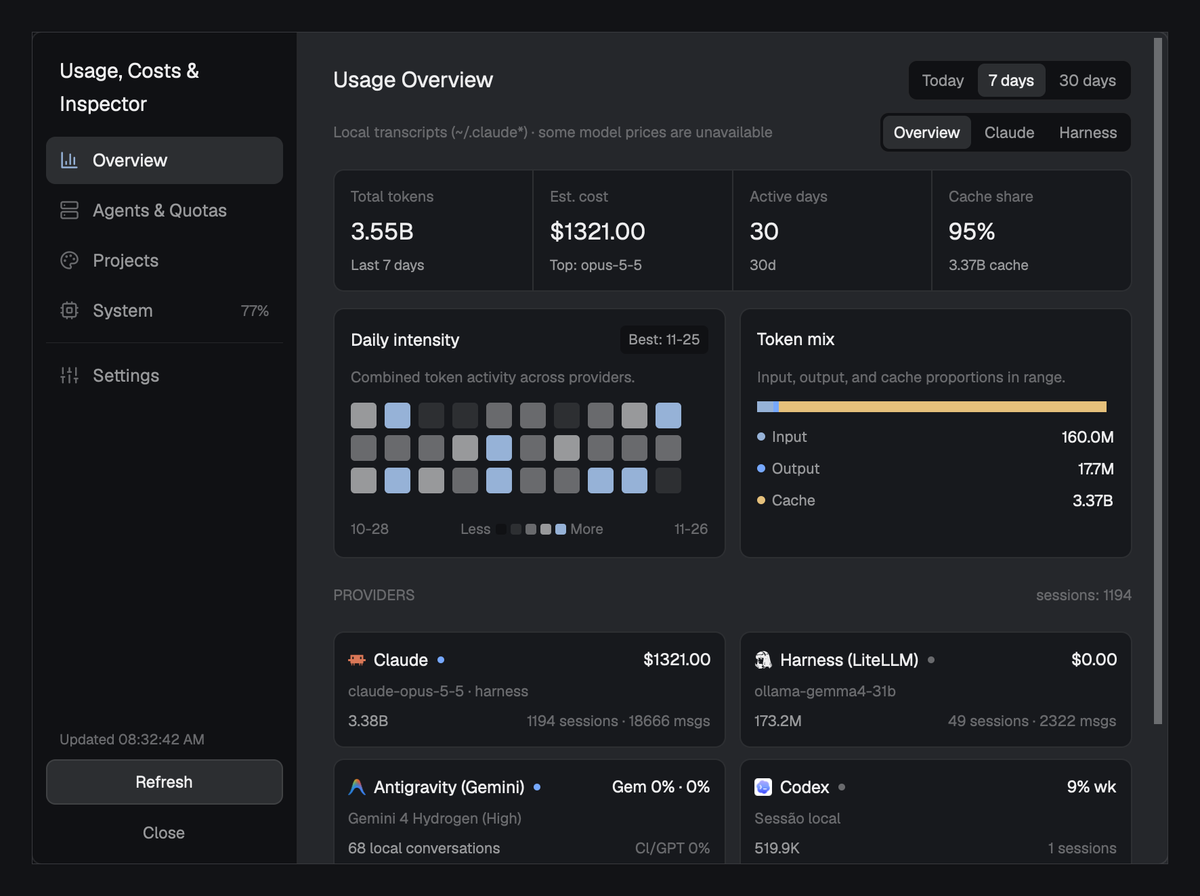 Usage, Costs &
Inspector
Overview
Agents & Quotas
Projects
System 77%
Settings
Updated 08:32:42 AM
Refresh
Close
Usage Overview
Today 7 days 30 days
Local transcripts (~/.claude*) · some model prices are unavailable
Overview Claude Harness
Total tokens
3.55B
Last 7 days
Est. cost
$1321.00
Top: opus-5-5
Active days
30
30d
Cache share
95%
3.37B cache
Daily intensity
Best: 11-25
Combined token activity across providers.
10-28 Less More 11-26
Token mix
Input, output, and cache proportions in range.
Input 160.0M
Output 17.7M
Cache 3.37B
PROVIDERS sessions: 1194
Claude $1321.00
claude-opus-5-5 · harness
3.38B 1194 sessions · 18666 msgs
Harness (LiteLLM) $0.00
ollama-gemma4-31b
173.2M 49 sessions · 2322 msgs
Antigravity (Gemini) Gem 0% · 0%
Gemini 4 Hydrogen (High)
68 local conversations Cl/GPT 0%
Codex 9% wk
Sessão local
519.9K 1 sessions